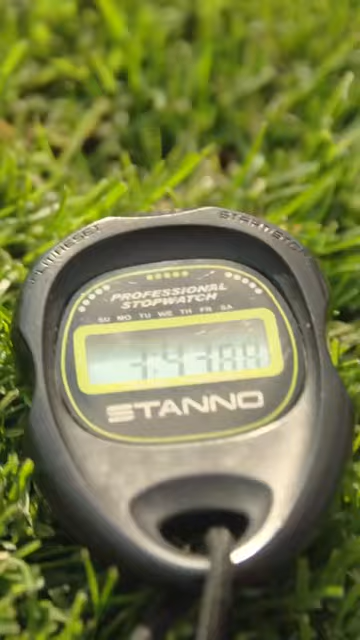 START/STOP
PROFESSIONAL
STOPWATCH
SU MO TU WE TH FR SA
STANNO